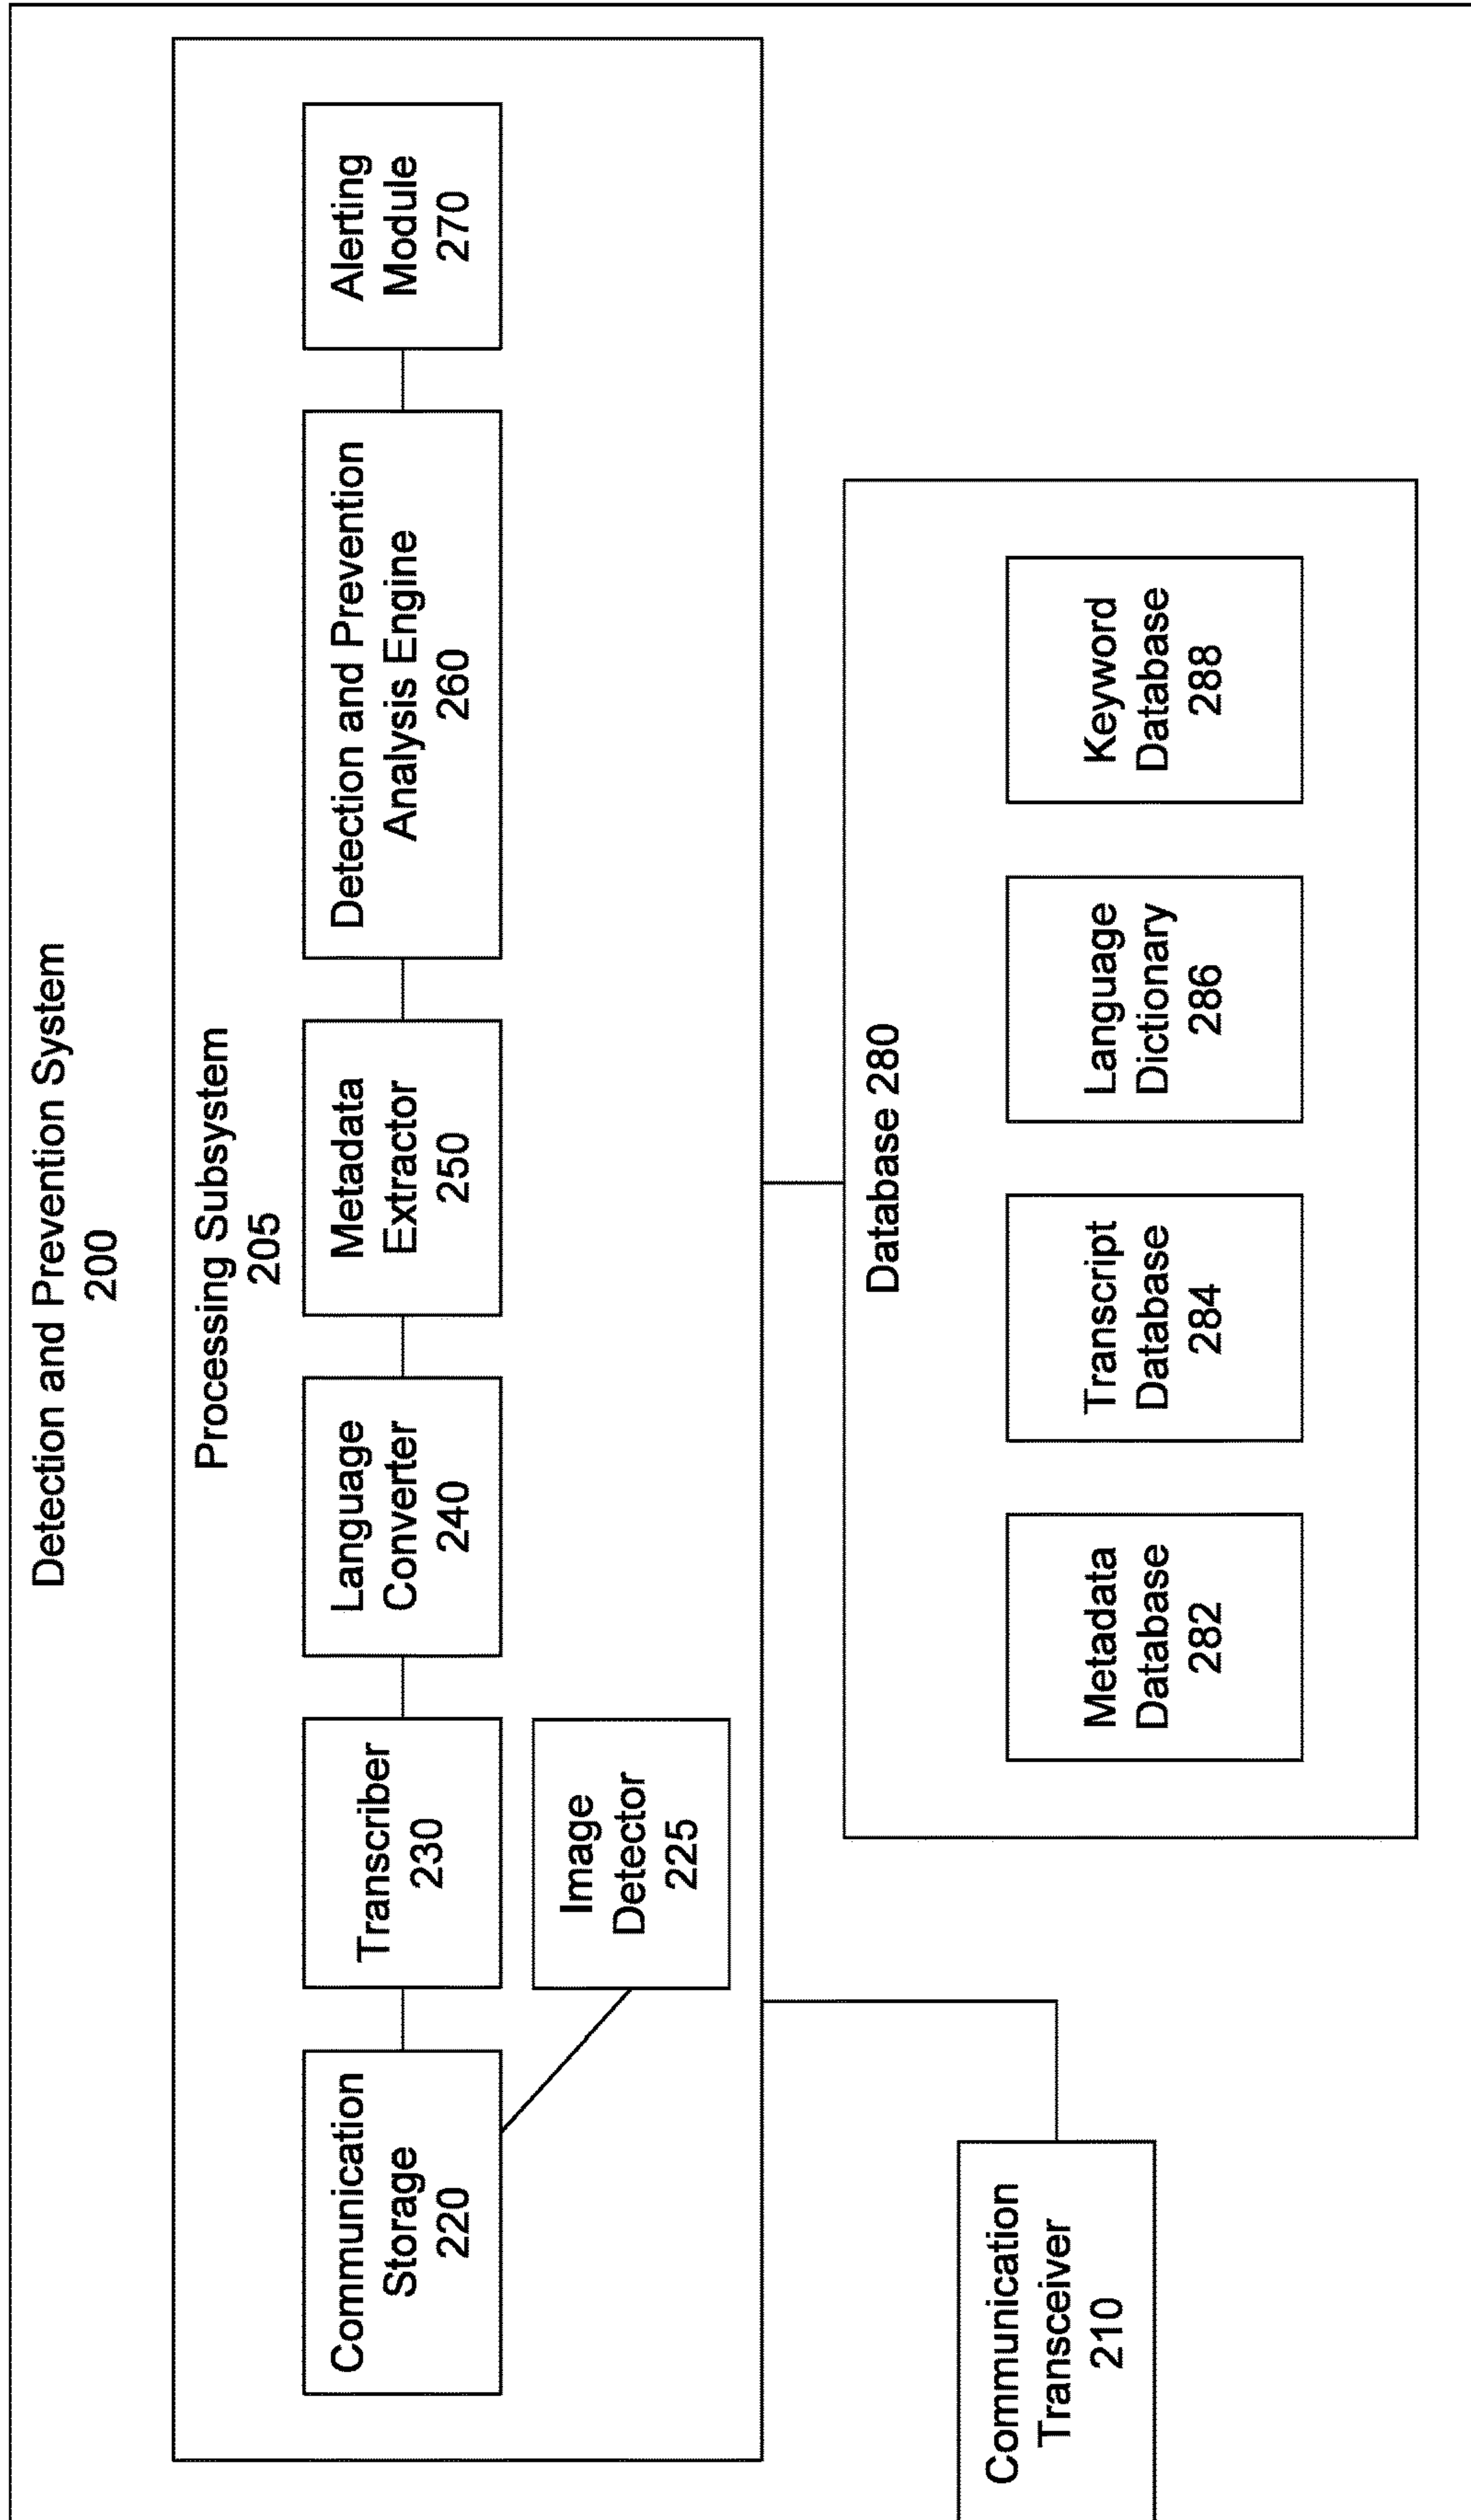 Detection and Prevention System
200
Processing Subsystem
205
Communication
Storage
220
Transcriber
230
Image
Detector
225
Language
Converter
240
Metadata
Extractor
250
Detection and Prevention
Analysis Engine
260
Alerting
Module
270
Communication
Transceiver
210
Database 280
Metadata
Database
282
Transcript
Database
284
Language
Dictionary
286
Keyword
Database
288